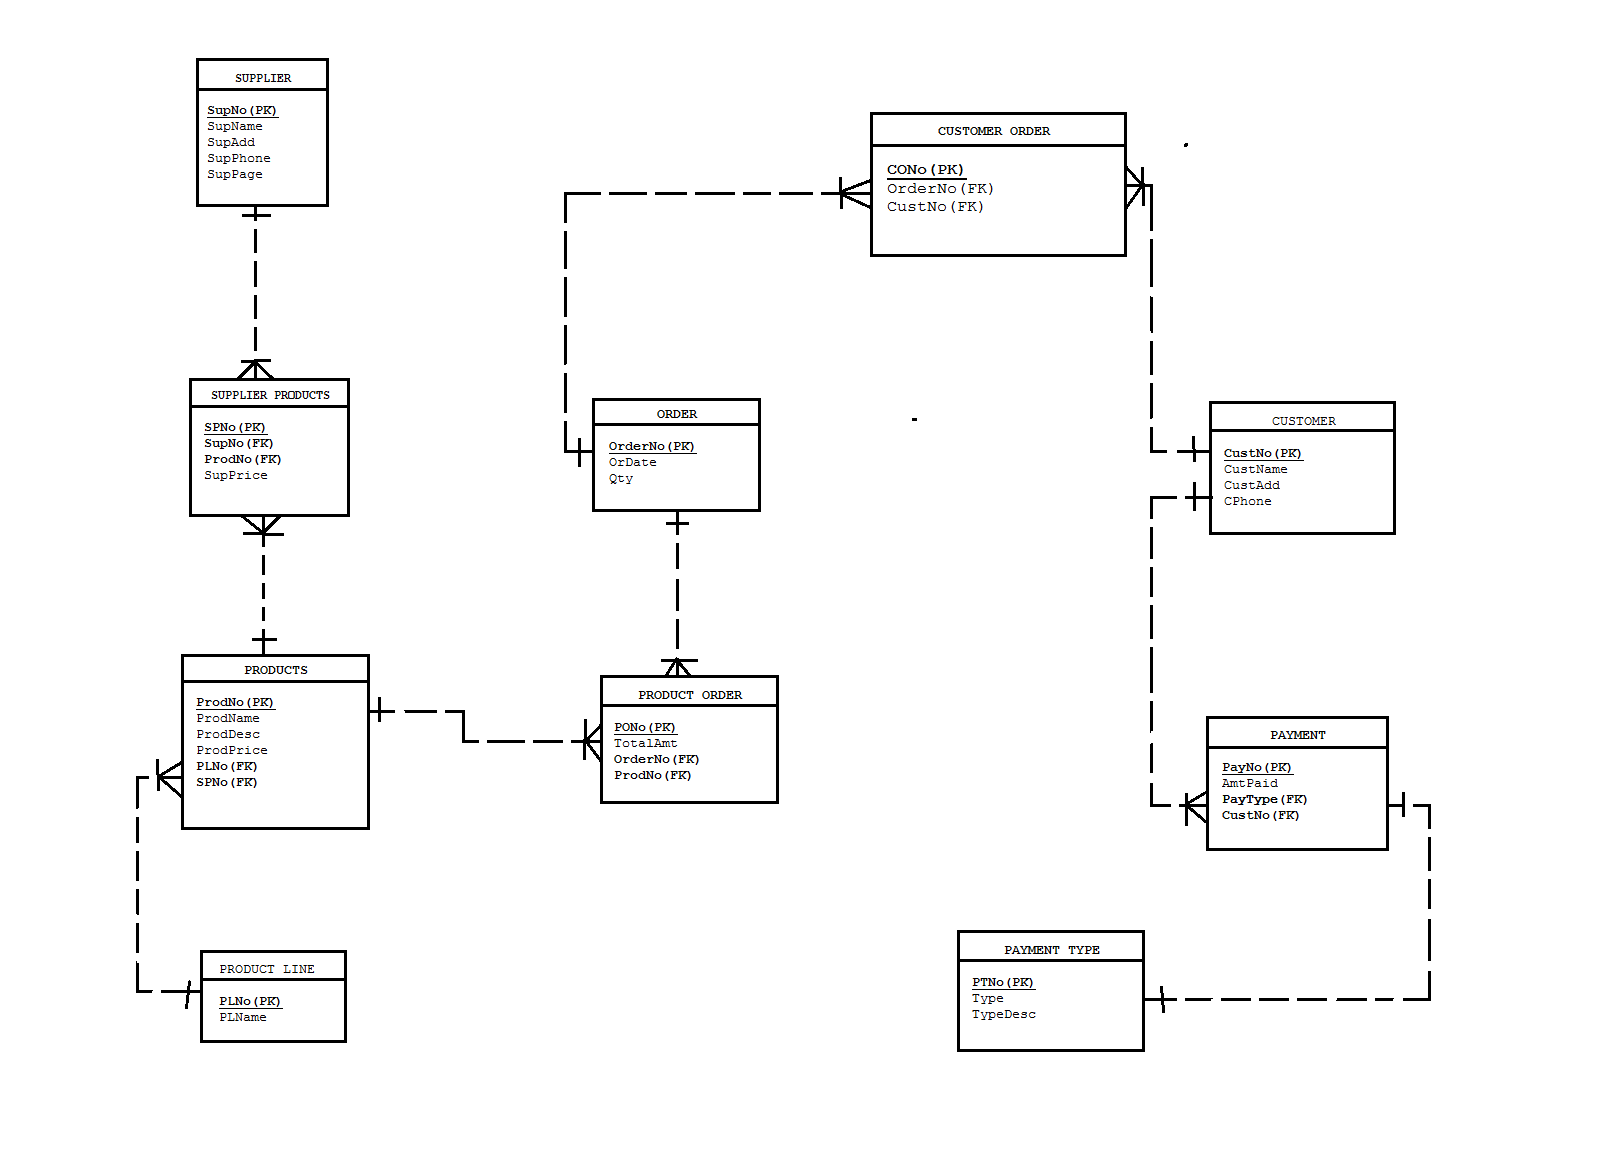 SUPPLIER
SupNo(PK)
SupName
SupAdd
SupPhone
SupPage
SUPPLIER PRODUCTS
SPNo(PK)
SupNo(FK)
ProdNo(FK)
SupPrice
PRODUCTS
ProdNo(PK)
ProdName
ProdDesc
ProdPrice
PLNo(FK)
SPNo(FK)
PRODUCT LINE
PLNo(PK)
PLName
ORDER
OrderNo(PK)
OrDate
Qty
PRODUCT ORDER
PONo(PK)
TotalAmt
OrderNo(FK)
ProdNo(FK)
CUSTOMER ORDER
CONo(PK)
OrderNo(FK)
CustNo(FK)
CUSTOMER
CustNo(PK)
CustName
CustAdd
CPhone
PAYMENT
PayNo(PK)
AmtPaid
PayType(FK)
CustNo(FK)
PAYMENT TYPE
PTNo(PK)
Type
TypeDesc